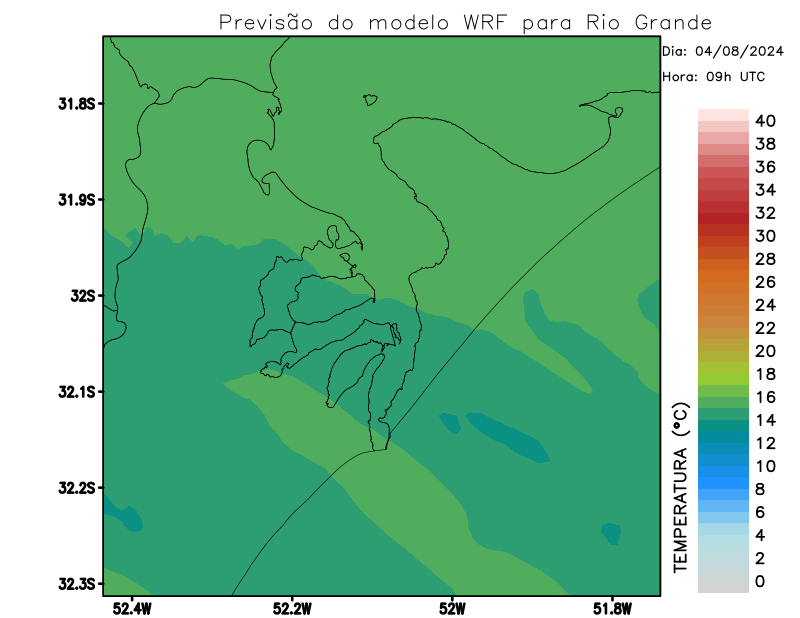 Previsão do modelo WRF para Rio Grande
Dia: 04/08/2024
Hora: 09h UTC
31.8S
31.9S
32S
32.1S
32.2S
32.3S
52.4W
52.2W
52W
51.8W
TEMPERATURA (°C)
40
38
36
34
32
30
28
26
24
22
20
18
16
14
12
10
8
6
4
2
0